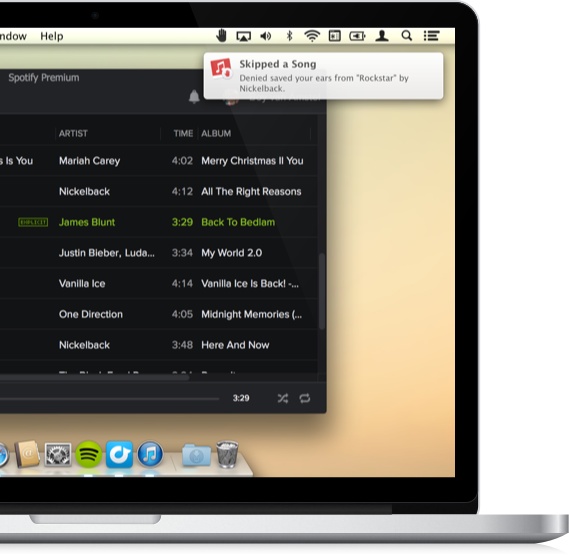 ndow Help
Skipped a Song
Denied saved your ears from "Rockstar" by
Nickelback.
Spotify Premium
ARTIST TIME ALBUM
s Is You Mariah Carey 4:02 Merry Christmas II You
Nickelback 4:12 All The Right Reasons
EXPLICIT James Blunt 3:29 Back To Bedlam
Justin Bieber, Luda... 3:34 My World 2.0
Vanilla Ice 4:14 Vanilla Ice Is Back! -...
One Direction 4:05 Midnight Memories (...
Nickelback 3:48 Here And Now
3:29